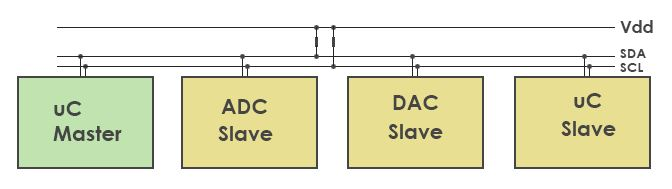 Vdd
SDA
SCL
uC
Master
ADC
Slave
DAC
Slave
uC
Slave